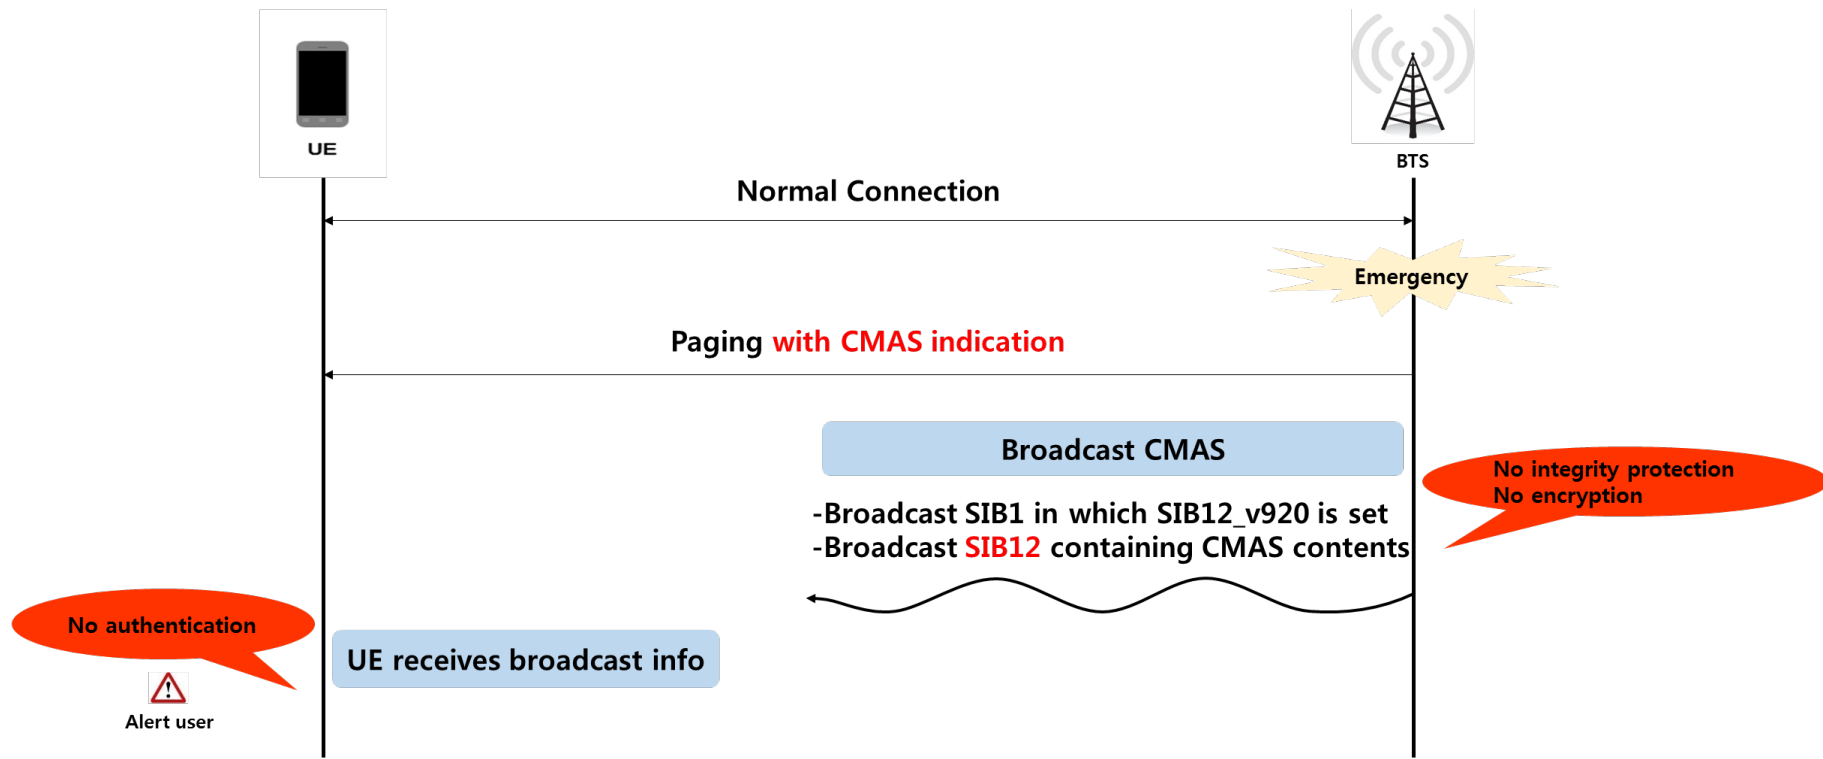 UE
BTS
Normal Connection
Emergency
Paging with CMAS indication
Broadcast CMAS
No integrity protection
No encryption
-Broadcast SIB1 in which SIB12_v920 is set
-Broadcast SIB12 containing CMAS contents
No authentication
UE receives broadcast info
Alert user